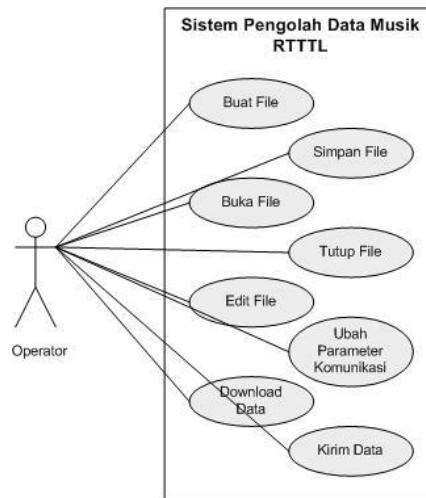 Sistem Pengolah Data Musik
RTTTL
Buat File
Simpan File
Buka File
Tutup File
Edit File
Ubah
Parameter
Komunikasi
Download
Data
Kirim Data
Operator